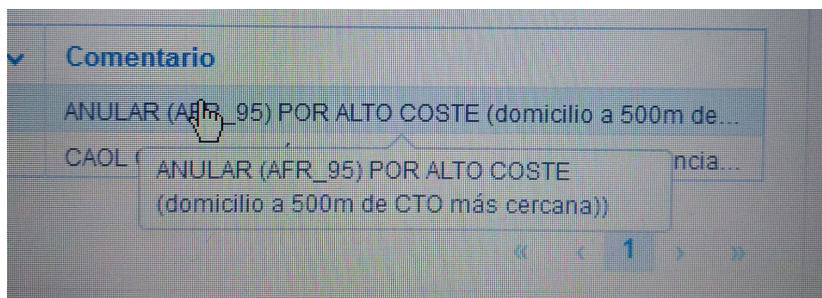 Comentario
ANULAR (AFR_95) POR ALTO COSTE (domicilio a 500m de...
CAOL
ncia...
ANULAR (AFR_95) POR ALTO COSTE
(domicilio a 500m de CTO más cercana))
« ‹ 1 › »